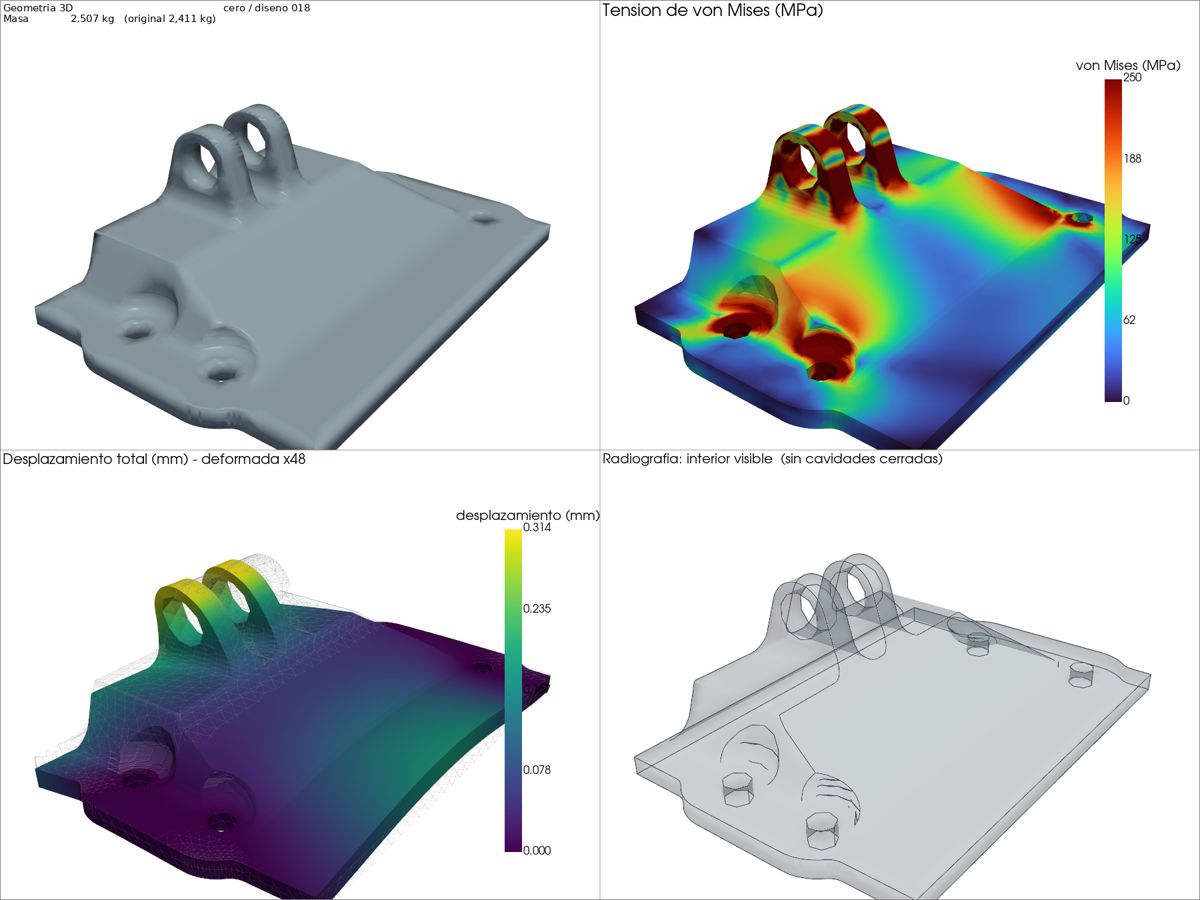 Geometria 3D cero / diseno 018
Masa 2.507 kg (original 2,411 kg)
Tension de von Mises (MPa)
von Mises (MPa)
250
188
125
62
0
Desplazamiento total (mm) - deformada x48
desplazamiento (mm)
0.314
0.235
0.157
0.078
0.000
Radiografia: interior visible (sin cavidades cerradas)